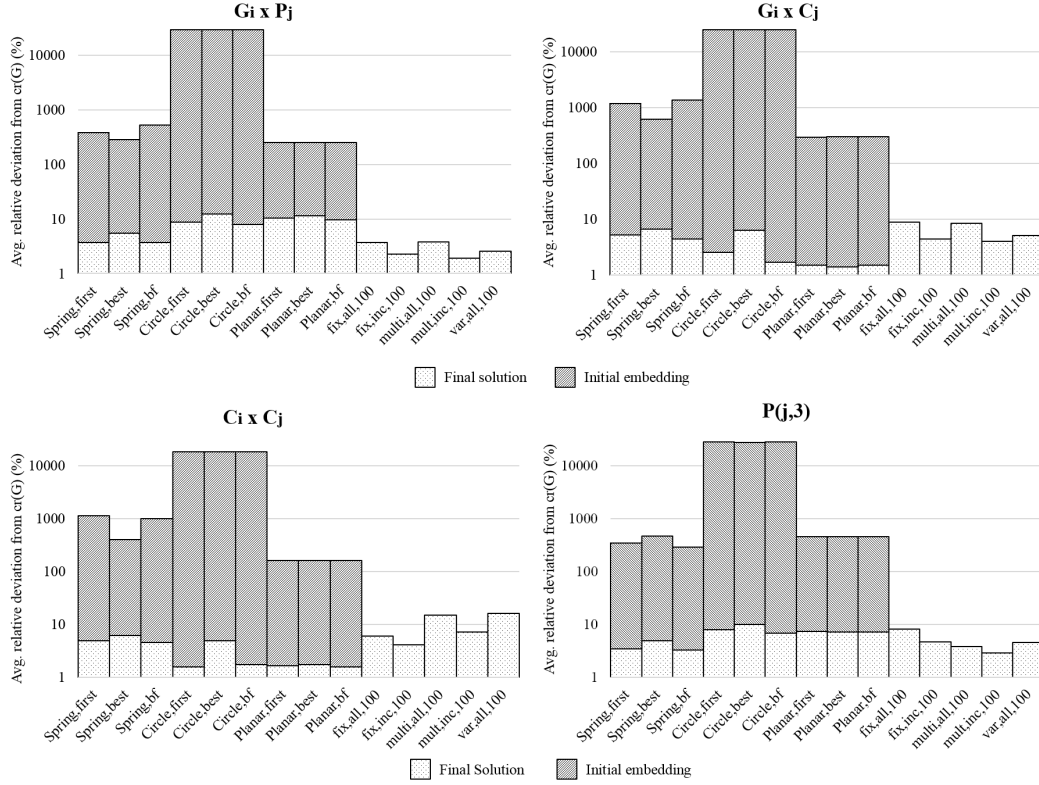 Gi x Pj
Avg. relative deviation from cr(G) (%)
10000
1000
100
10
1
Spring,first
Spring,best
Spring,bf
Circle,first
Circle,best
Circle,bf
Planar,first
Planar,best
Planar,bf
fix,all,100
fix,inc,100
multi,all,100
mult,inc,100
var,all,100
Gi x Cj
Avg. relative deviation from cr(G) (%)
10000
1000
100
10
1
Spring,first
Spring,best
Spring,bf
Circle,first
Circle,best
Circle,bf
Planar,first
Planar,best
Planar,bf
fix,all,100
fix,inc,100
multi,all,100
mult,inc,100
var,all,100
Final solution
Initial embedding
Ci x Cj
Avg. relative deviation from cr(G) (%)
10000
1000
100
10
1
Spring,first
Spring,best
Spring,bf
Circle,first
Circle,best
Circle,bf
Planar,first
Planar,best
Planar,bf
fix,all,100
fix,inc,100
multi,all,100
mult,inc,100
var,all,100
P(j,3)
Avg. relative deviation from cr(G) (%)
10000
1000
100
10
1
Spring,first
Spring,best
Spring,bf
Circle,first
Circle,best
Circle,bf
Planar,first
Planar,best
Planar,bf
fix,all,100
fix,inc,100
multi,all,100
mult,inc,100
var,all,100
Final Solution
Initial embedding